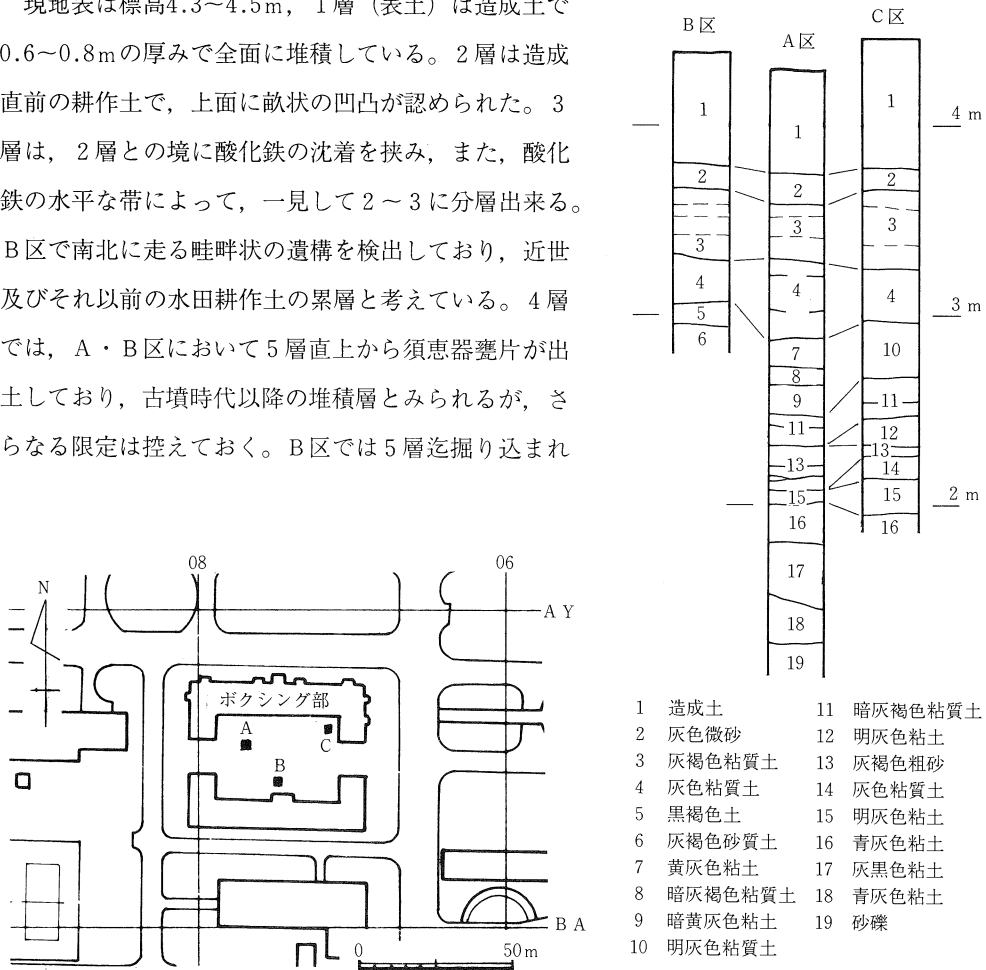 現地表は標高4.3～4.5m，1層（表土）は造成土で
0.6～0.8mの厚みで全面に堆積している。2層は造成
直前の耕作土で，上面に畝状の凹凸が認められた。3
層は，2層との境に酸化鉄の沈着を挟み，また，酸化
鉄の水平な帯によって，一見して2～3に分層出来る。
B区で南北に走る畦畔状の遺構を検出しており，近世
及びそれ以前の水田耕作土の累層と考えている。4層
では，A・B区において5層直上から須恵器甕片が出
土しており，古墳時代以降の堆積層とみられるが，さ
らなる限定は控えておく。B区では5層迄掘り込まれ
B区
1
2
3
4
5
6
A区
1
2
3
4
7
8
9
11
13
15
16
17
18
19
C区
1
2
3
4
10
11
12
13
14
15
16
4 m
3 m
2 m
08
06
N
A Y
ボクシング部
A
C
B
B A
0
50m
1 造成土
2 灰色微砂
3 灰褐色粘質土
4 灰色粘質土
5 黒褐色土
6 灰褐色砂質土
7 黄灰色粘土
8 暗灰褐色粘質土
9 暗黄灰色粘土
10 明灰色粘質土
11 暗灰褐色粘質土
12 明灰色粘土
13 灰褐色粗砂
14 灰色粘質土
15 明灰色粘土
16 青灰色粘土
17 灰黒色粘土
18 青灰色粘土
19 砂礫